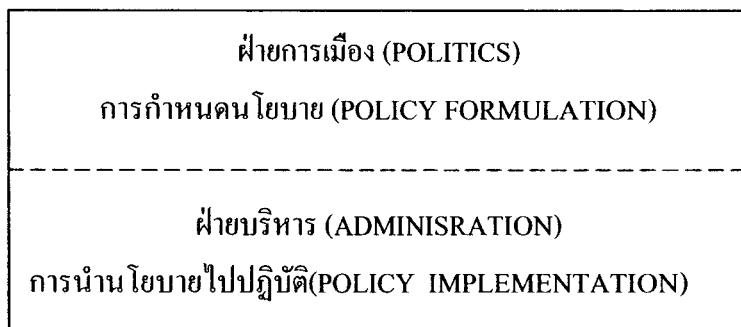 ฝ่ายการเมือง (POLITICS)
การกำหนดนโยบาย (POLICY FORMULATION)
ฝ่ายบริหาร (ADMINISRATION)
การนำนโยบายไปปฏิบัติ(POLICY IMPLEMENTATION)